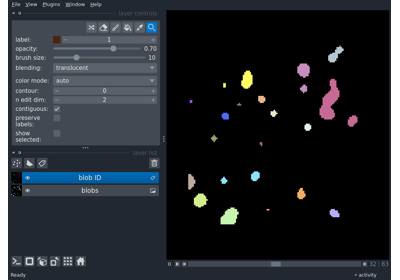 File View Plugins Window Help
layer controls
label: 1
opacity: 0.70
brush size: 10
blending: translucent
color mode: auto
contour: 0
n edit dim: 2
contiguous:
preserve
labels:
show
selected:
layer list
blob ID
blobs
32 63
Ready
activity